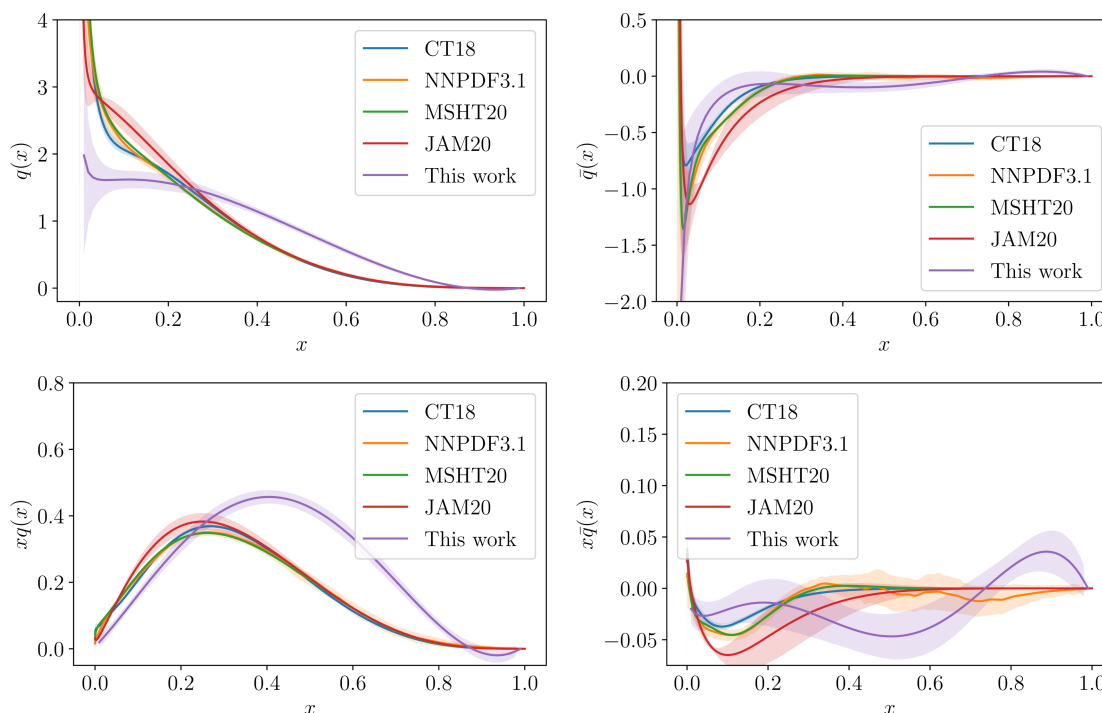 4
3
2
1
0
q(x)
CT18
NNPDF3.1
MSHT20
JAM20
This work
0.0 0.2 0.4 0.6 0.8 1.0
x
0.5
0.0
−0.5
−1.0
−1.5
−2.0
q̄(x)
CT18
NNPDF3.1
MSHT20
JAM20
This work
0.0 0.2 0.4 0.6 0.8 1.0
x
0.8
0.6
0.4
0.2
0.0
xq(x)
CT18
NNPDF3.1
MSHT20
JAM20
This work
0.0 0.2 0.4 0.6 0.8 1.0
x
0.20
0.15
0.10
0.05
0.00
−0.05
xq̄(x)
CT18
NNPDF3.1
MSHT20
JAM20
This work
0.0 0.2 0.4 0.6 0.8 1.0
x